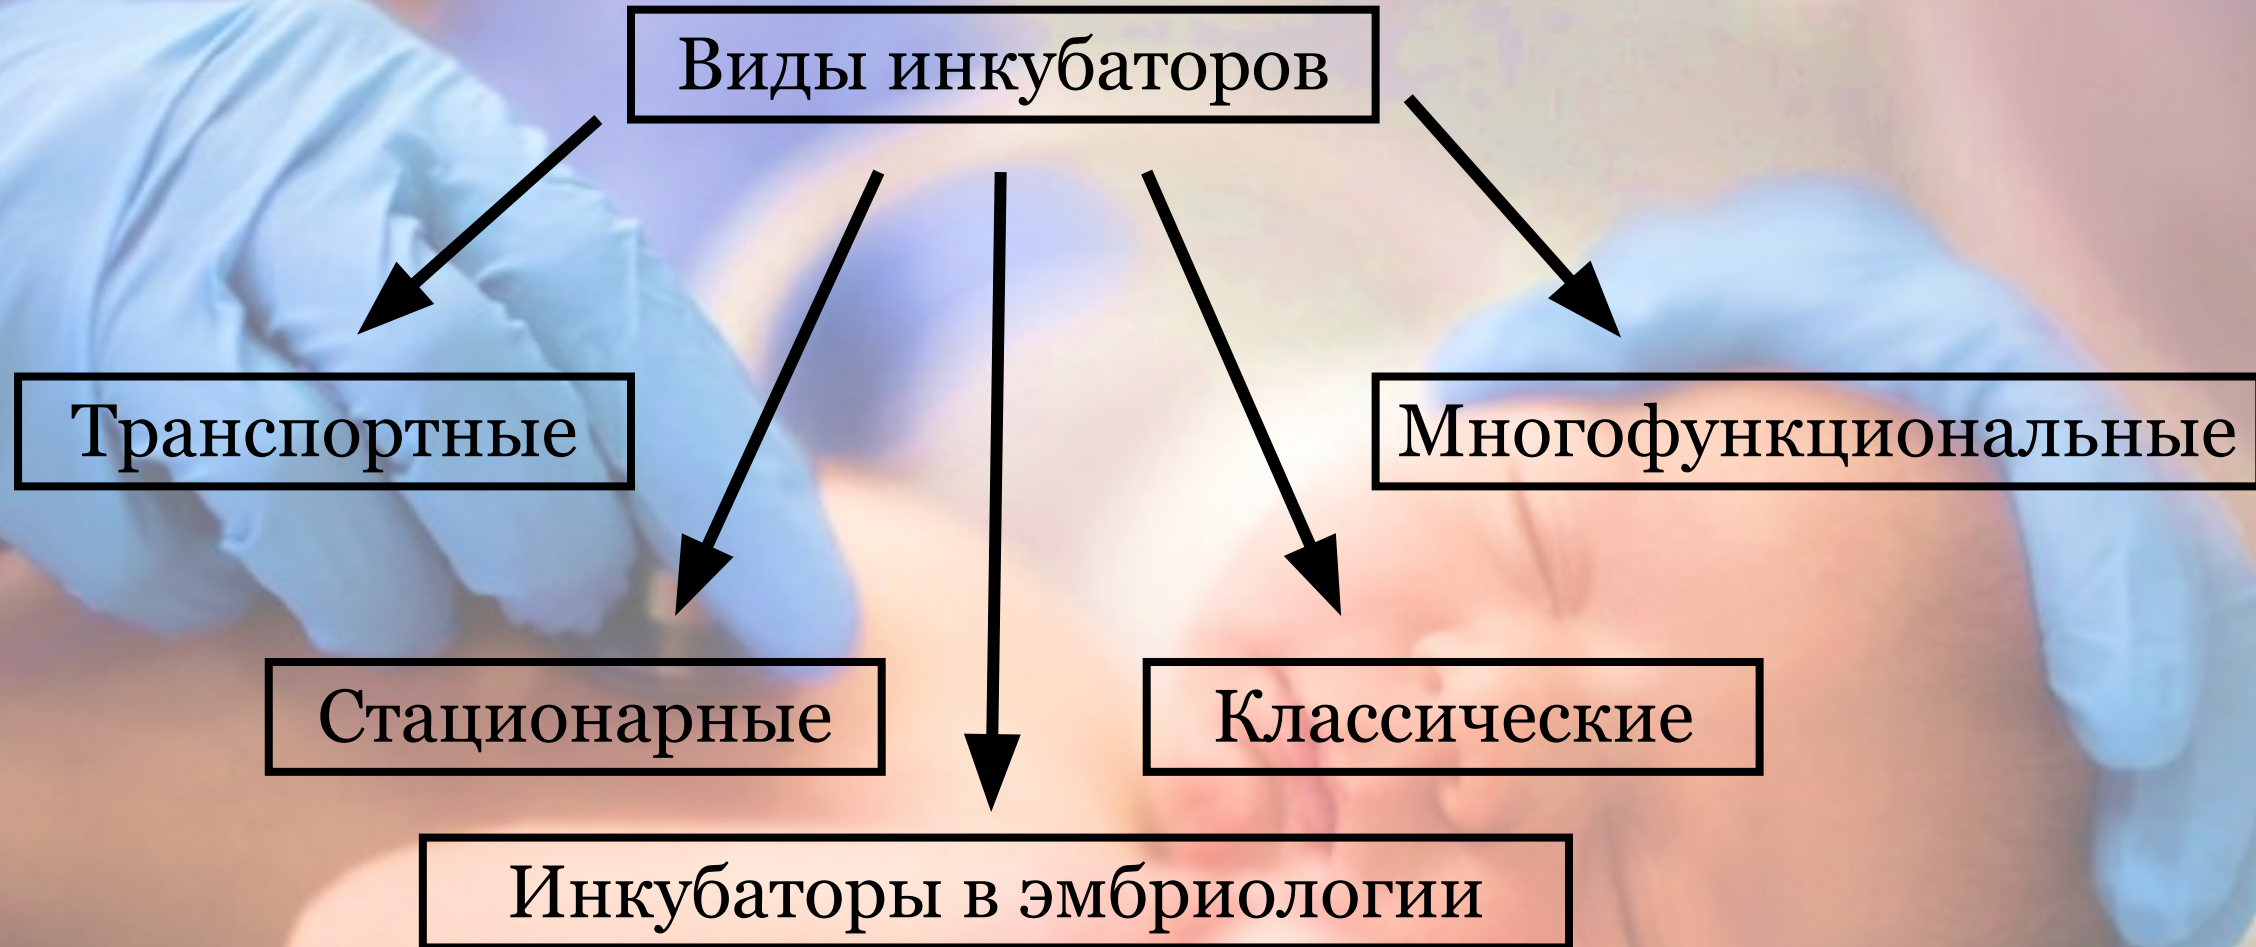 Виды инкубаторов
Транспортные
Многофункциональные
Стационарные
Классические
Инкубаторы в эмбриологии